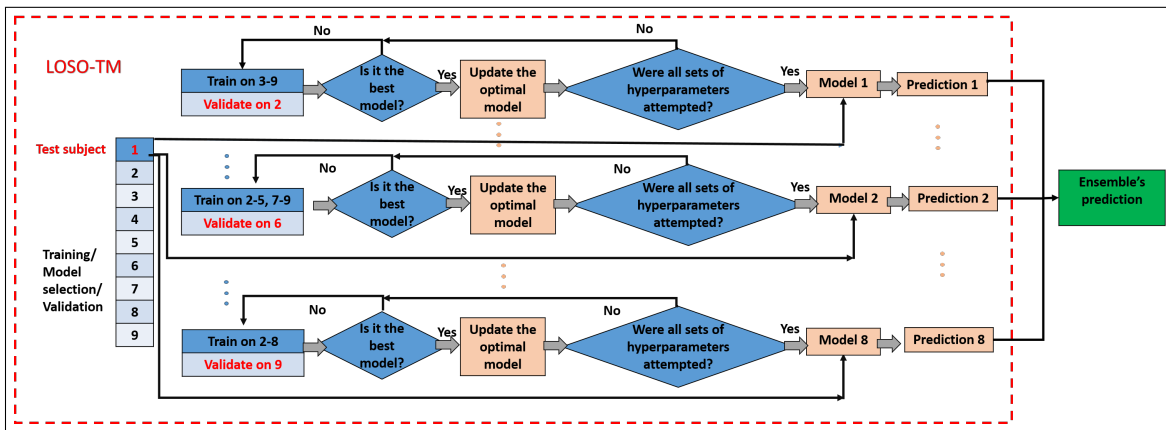 LOSO-TM
No
No
Train on 3-9
Validate on 2
Is it the
best
model?
Yes
Update the
optimal
model
Were all sets of
hyperparameters
attempted?
Yes
Model 1
Prediction 1
Test subject
1
2
3
4
5
6
7
8
9
Training/
Model
selection/
Validation
No
No
Train on 2-5, 7-9
Validate on 6
Is it the
best
model?
Yes
Update the
optimal
model
Were all sets of
hyperparameters
attempted?
Yes
Model 2
Prediction 2
Ensemble's
prediction
No
No
Train on 2-8
Validate on 9
Is it the
best
model?
Yes
Update the
optimal
model
Were all sets of
hyperparameters
attempted?
Yes
Model 8
Prediction 8